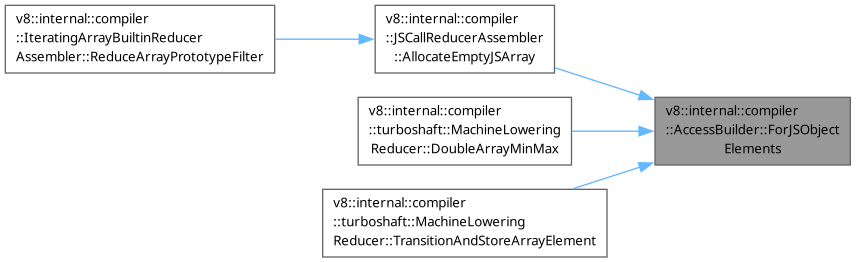 v8::internal::compiler
::IteratingArrayBuiltinReducer
Assembler::ReduceArrayPrototypeFilter
v8::internal::compiler
::JSCallReducerAssembler
::AllocateEmptyJSArray
v8::internal::compiler
::turboshaft::MachineLowering
Reducer::DoubleArrayMinMax
v8::internal::compiler
::AccessBuilder::ForJSObject
Elements
v8::internal::compiler
::turboshaft::MachineLowering
Reducer::TransitionAndStoreArrayElement